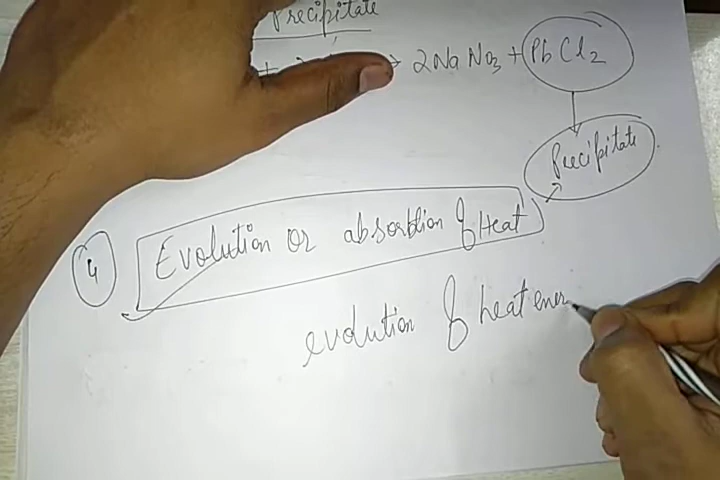 Precipitate
+ → 2NaNO3 + PbCl2
Precipitate
4 Evolution or absorbtion of Heat
evolution of heat ener